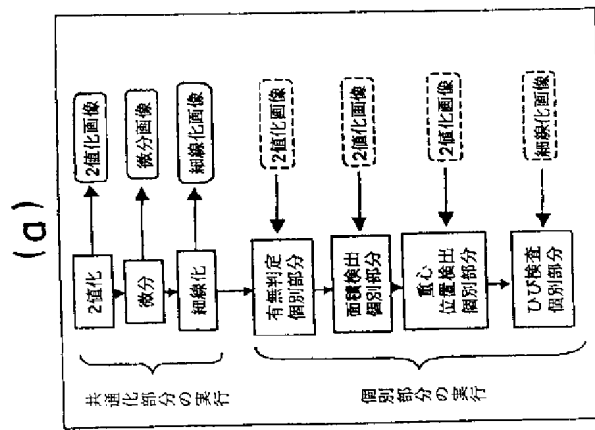 (a)
共通化部分の実行
2値化
2値化画像
微分
微分画像
細線化
細線化画像
個別部分の実行
有無判定
個別部分
2値化画像
面積検出
個別部分
2値化画像
重心
位置検出
個別部分
2値化画像
ひび検査
個別部分
細線化画像